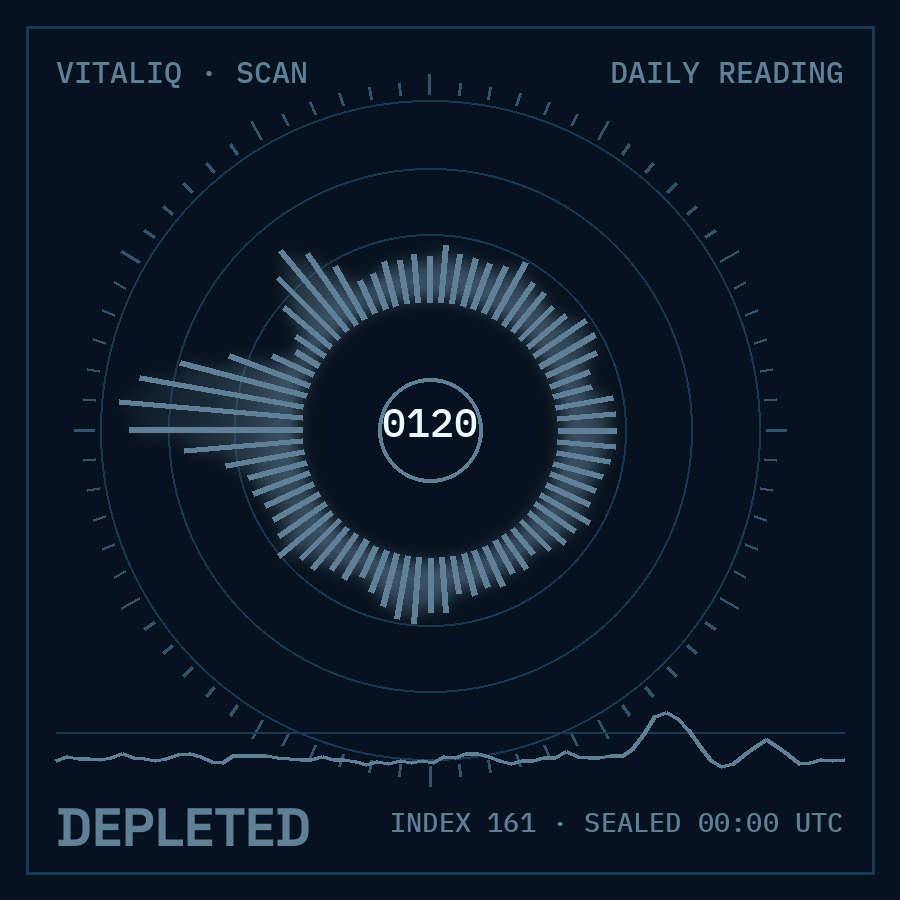 VITALIQ · SCAN
DAILY READING
0120
DEPLETED
INDEX 161 · SEALED 00:00 UTC